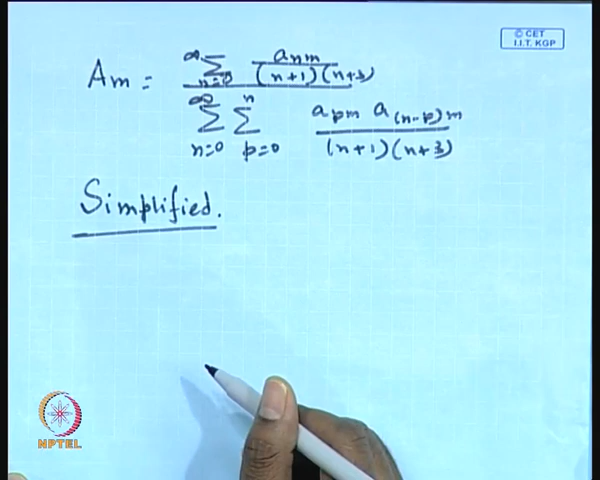 © CET
I.I.T. KGP
Am = ∞∑n=0 anm/(n+1)(n+3)
∞∑n=0 n∑p=0 apm a(n-p)m/(n+1)(n+3)
Simplified.
NPTEL